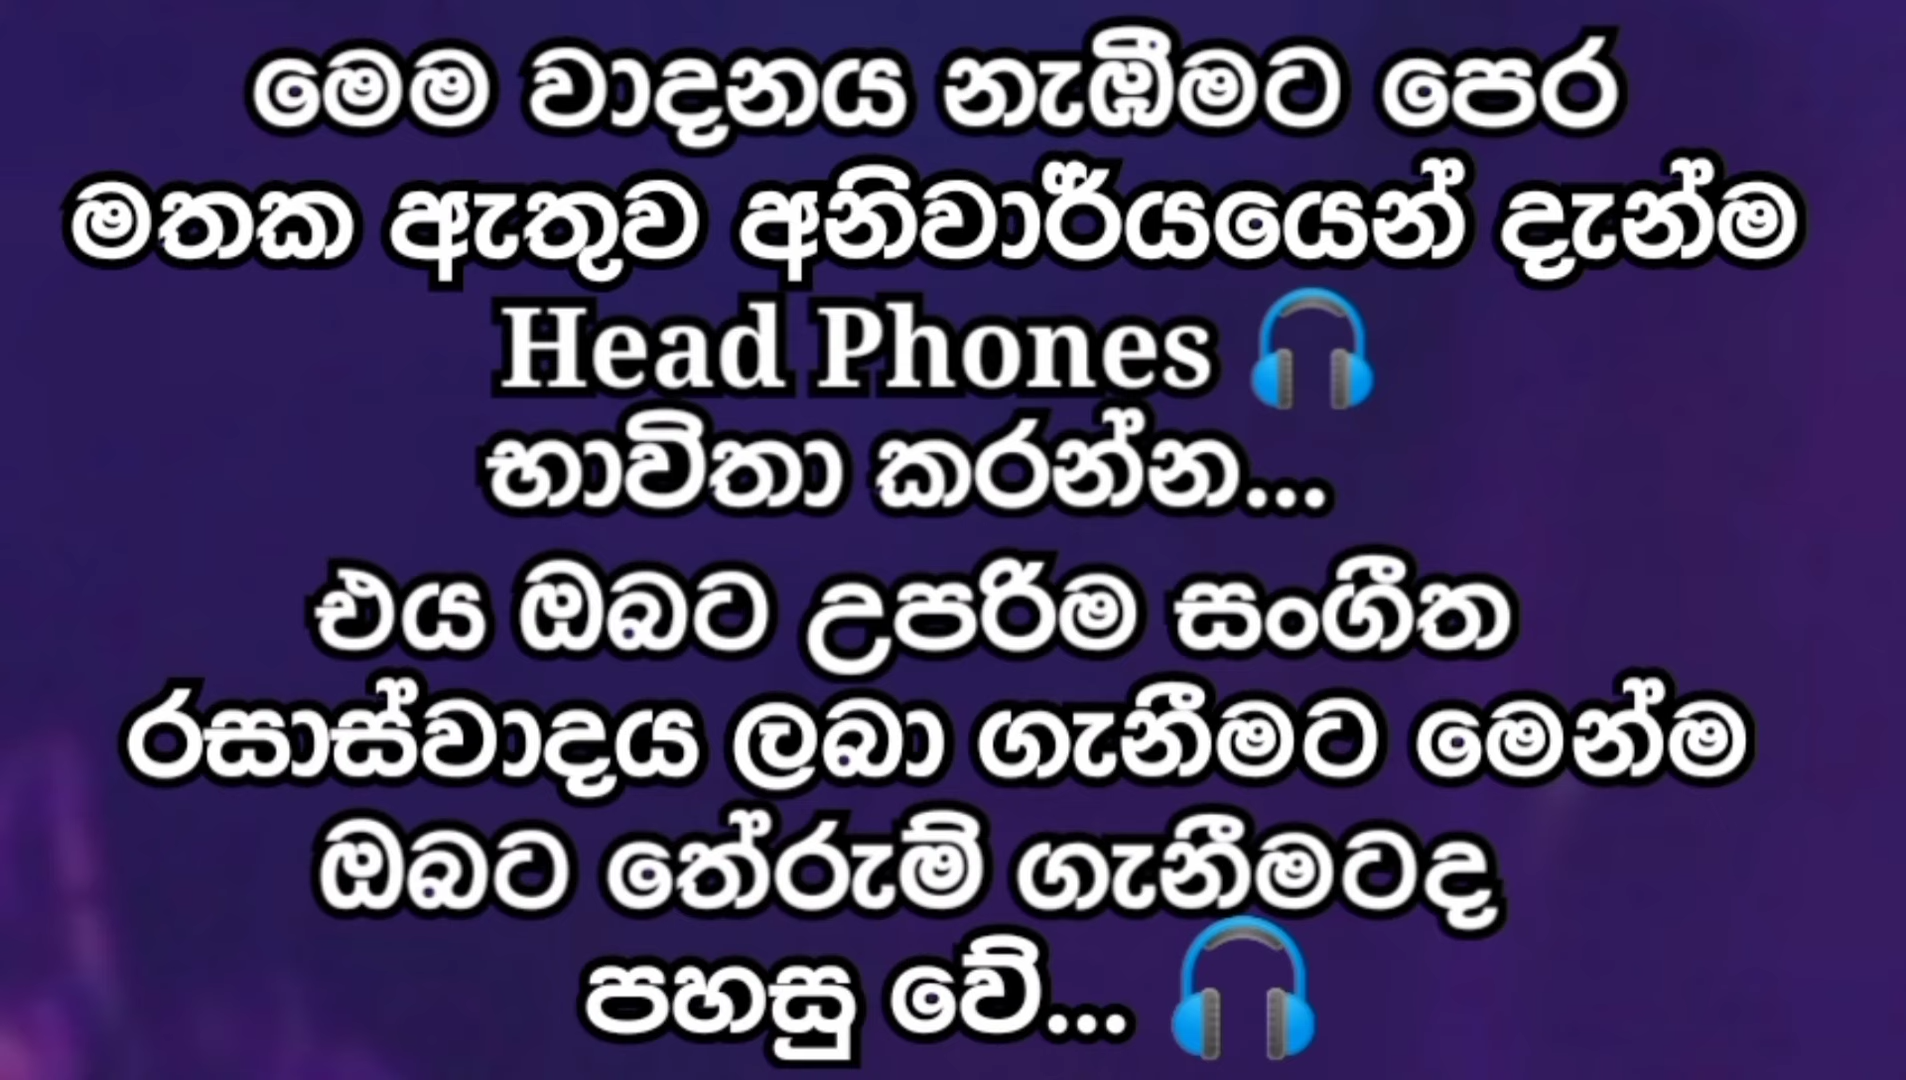 මෙම වාදනය නැඹීමට පෙර
මතක ඇතුව අනිවාර්යයෙන් දැන්ම
Head Phones 🎧
භාවිතා කරන්න...
එය ඔබට උපරිම සංගීත
රසාස්වාදය ලබා ගැනීමට මෙන්ම
ඔබට තේරුම් ගැනීමටද
පහසු වේ... 🎧